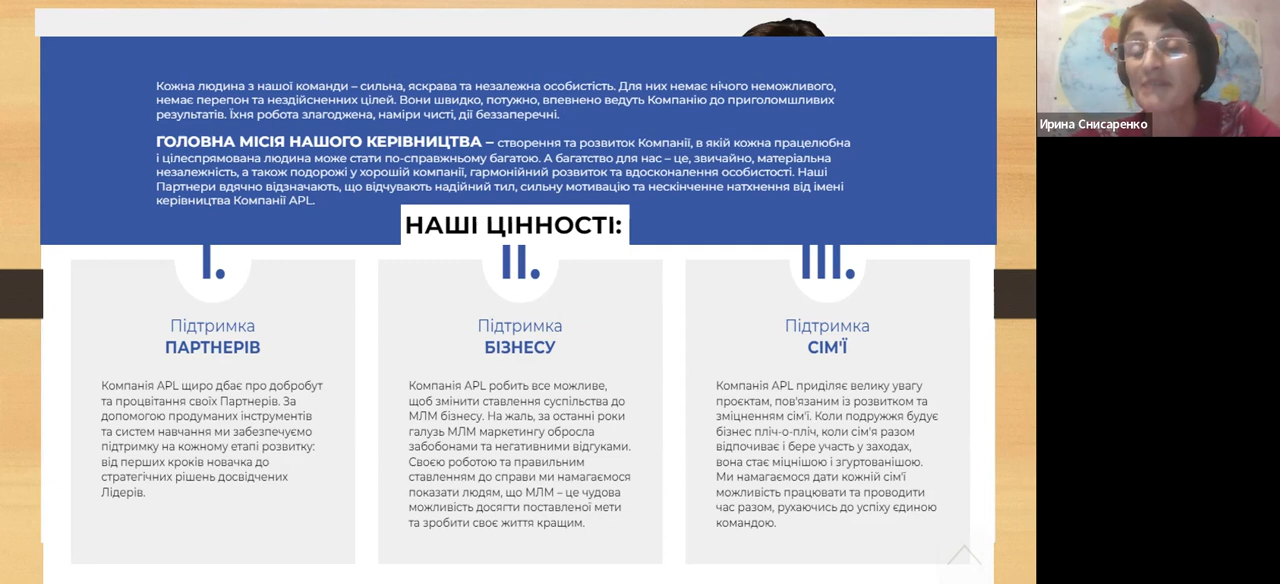 Кожна людина з нашої команди – сильна, яскрава та незалежна особистість. Для них немає нічого неможливого,
немає перепон та нездійсненних цілей. Вони швидко, потужно, впевнено ведуть Компанію до приголомшливих
результатів. Їхня робота злагоджена, наміри чисті, дії беззаперечні.
ГОЛОВНА МІСІЯ НАШОГО КЕРІВНИЦТВА – створення та розвиток Компанії, в якій кожна працелюбна
і цілеспрямована людина може стати по-справжньому багатою. А багатство для нас – це, звичайно, матеріальна
незалежність, а також подорожі у хорошій компанії, гармонійний розвиток та вдосконалення особистості. Наші
Партнери вдячно відзначають, що відчувають надійний тил, сильну мотивацію та нескінченне натхнення від імені
керівництва Компанії APL.
НАШІ ЦІННОСТІ:
I.
Підтримка
ПАРТНЕРІВ
Компанія APL щиро дбає про добробут
та процвітання своїх Партнерів. За
допомогою продуманих інструментів
та систем навчання ми забезпечуємо
підтримку на кожному етапі розвитку:
від перших кроків новачка до
стратегічних рішень досвідчених
Лідерів.
II.
Підтримка
БІЗНЕСУ
Компанія APL робить все можливе,
щоб змінити ставлення суспільства до
МЛМ бізнесу. На жаль, за останні роки
галузь МЛМ маркетингу обросла
забобонами та негативними відгуками.
Своєю роботою та правильним
ставленням до справи ми намагаємося
показати людям, що МЛМ – це чудова
можливість досягти поставленої мети
та зробити своє життя кращим.
III.
Підтримка
СІМ'Ї
Компанія APL приділяє велику увагу
проєктам, пов'язаним із розвитком та
зміцненням сім'ї. Коли подружжя будує
бізнес пліч-о-пліч, коли сім'я разом
відпочиває і бере участь у заходах,
вона стає міцнішою і згуртованішою.
Ми намагаємося дати кожній сім'ї
можливість працювати та проводити
час разом, рухаючись до успіху єдиною
командою.
Ирина Снисаренко